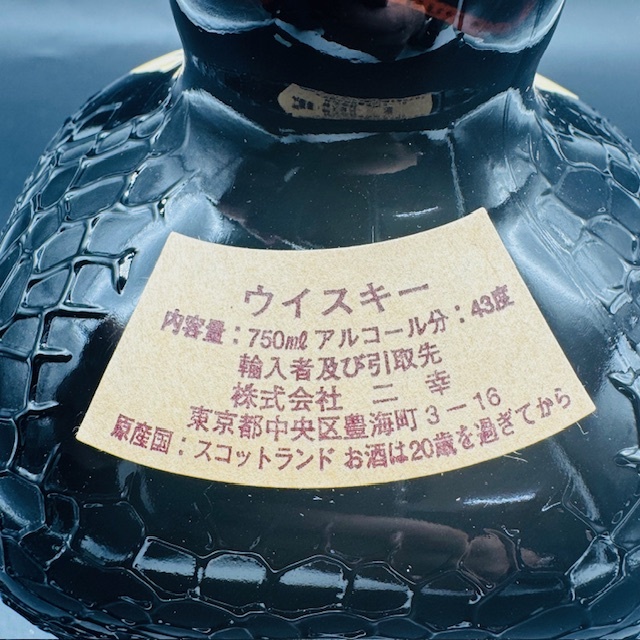 ウイスキー
内容量：750㎖ アルコール分：43度
輸入者及び引取先
株式会社 二幸
東京都中央区豊海町3－16
原産国：スコットランド お酒は20歳を過ぎてから